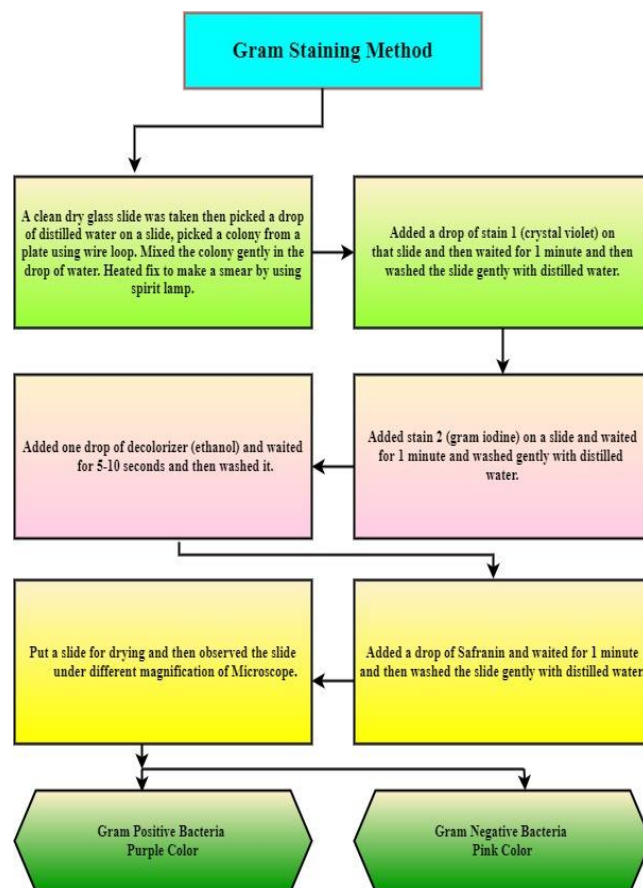 Gram Staining Method
A clean dry glass slide was taken then picked a drop
of distilled water on a slide, picked a colony from a
plate using wire loop. Mixed the colony gently in the
drop of water. Heated fix to make a smear by using
spirit lamp.
Added a drop of stain 1 (crystal violet) on
that slide and then waited for 1 minute and then
washed the slide gently with distilled water.
Added stain 2 (gram iodine) on a slide and waited
for 1 minute and washed gently with distilled
water.
Added one drop of decolorizer (ethanol) and waited
for 5-10 seconds and then washed it.
Added a drop of Safranin and waited for 1 minute
and then washed the slide gently with distilled water.
Put a slide for drying and then observed the slide
under different magnification of Microscope.
Gram Positive Bacteria
Purple Color
Gram Negative Bacteria
Pink Color